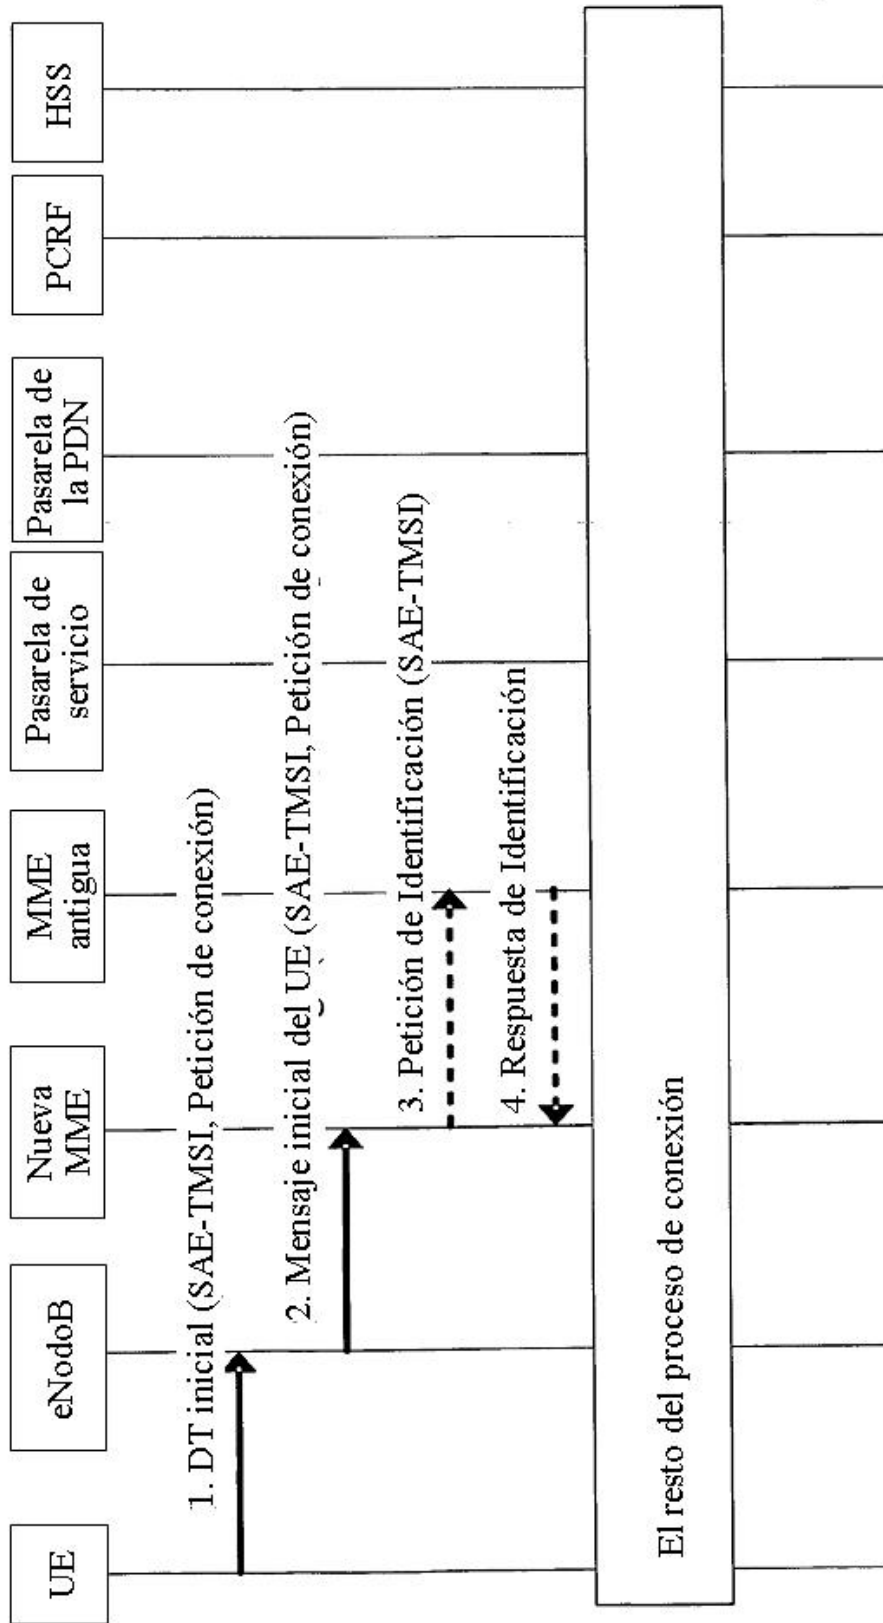 UE
eNodoB
Nueva
MME
MME
antigua
Pasarela de
servicio
Pasarela de
la PDN
PCRF
HSS
1. DT inicial (SAE-TMSI, Petición de conexión)
2. Mensaje inicial del UE (SAE-TMSI, Petición de conexión)
3. Petición de Identificación (SAE-TMSI)
4. Respuesta de Identificación
El resto del proceso de conexión